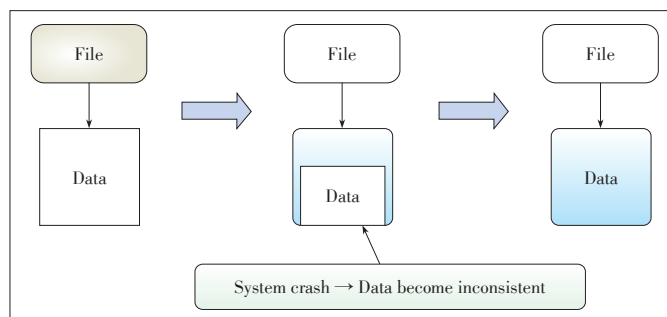 File
File
File
Data
Data
Data
System crash → Data become inconsistent